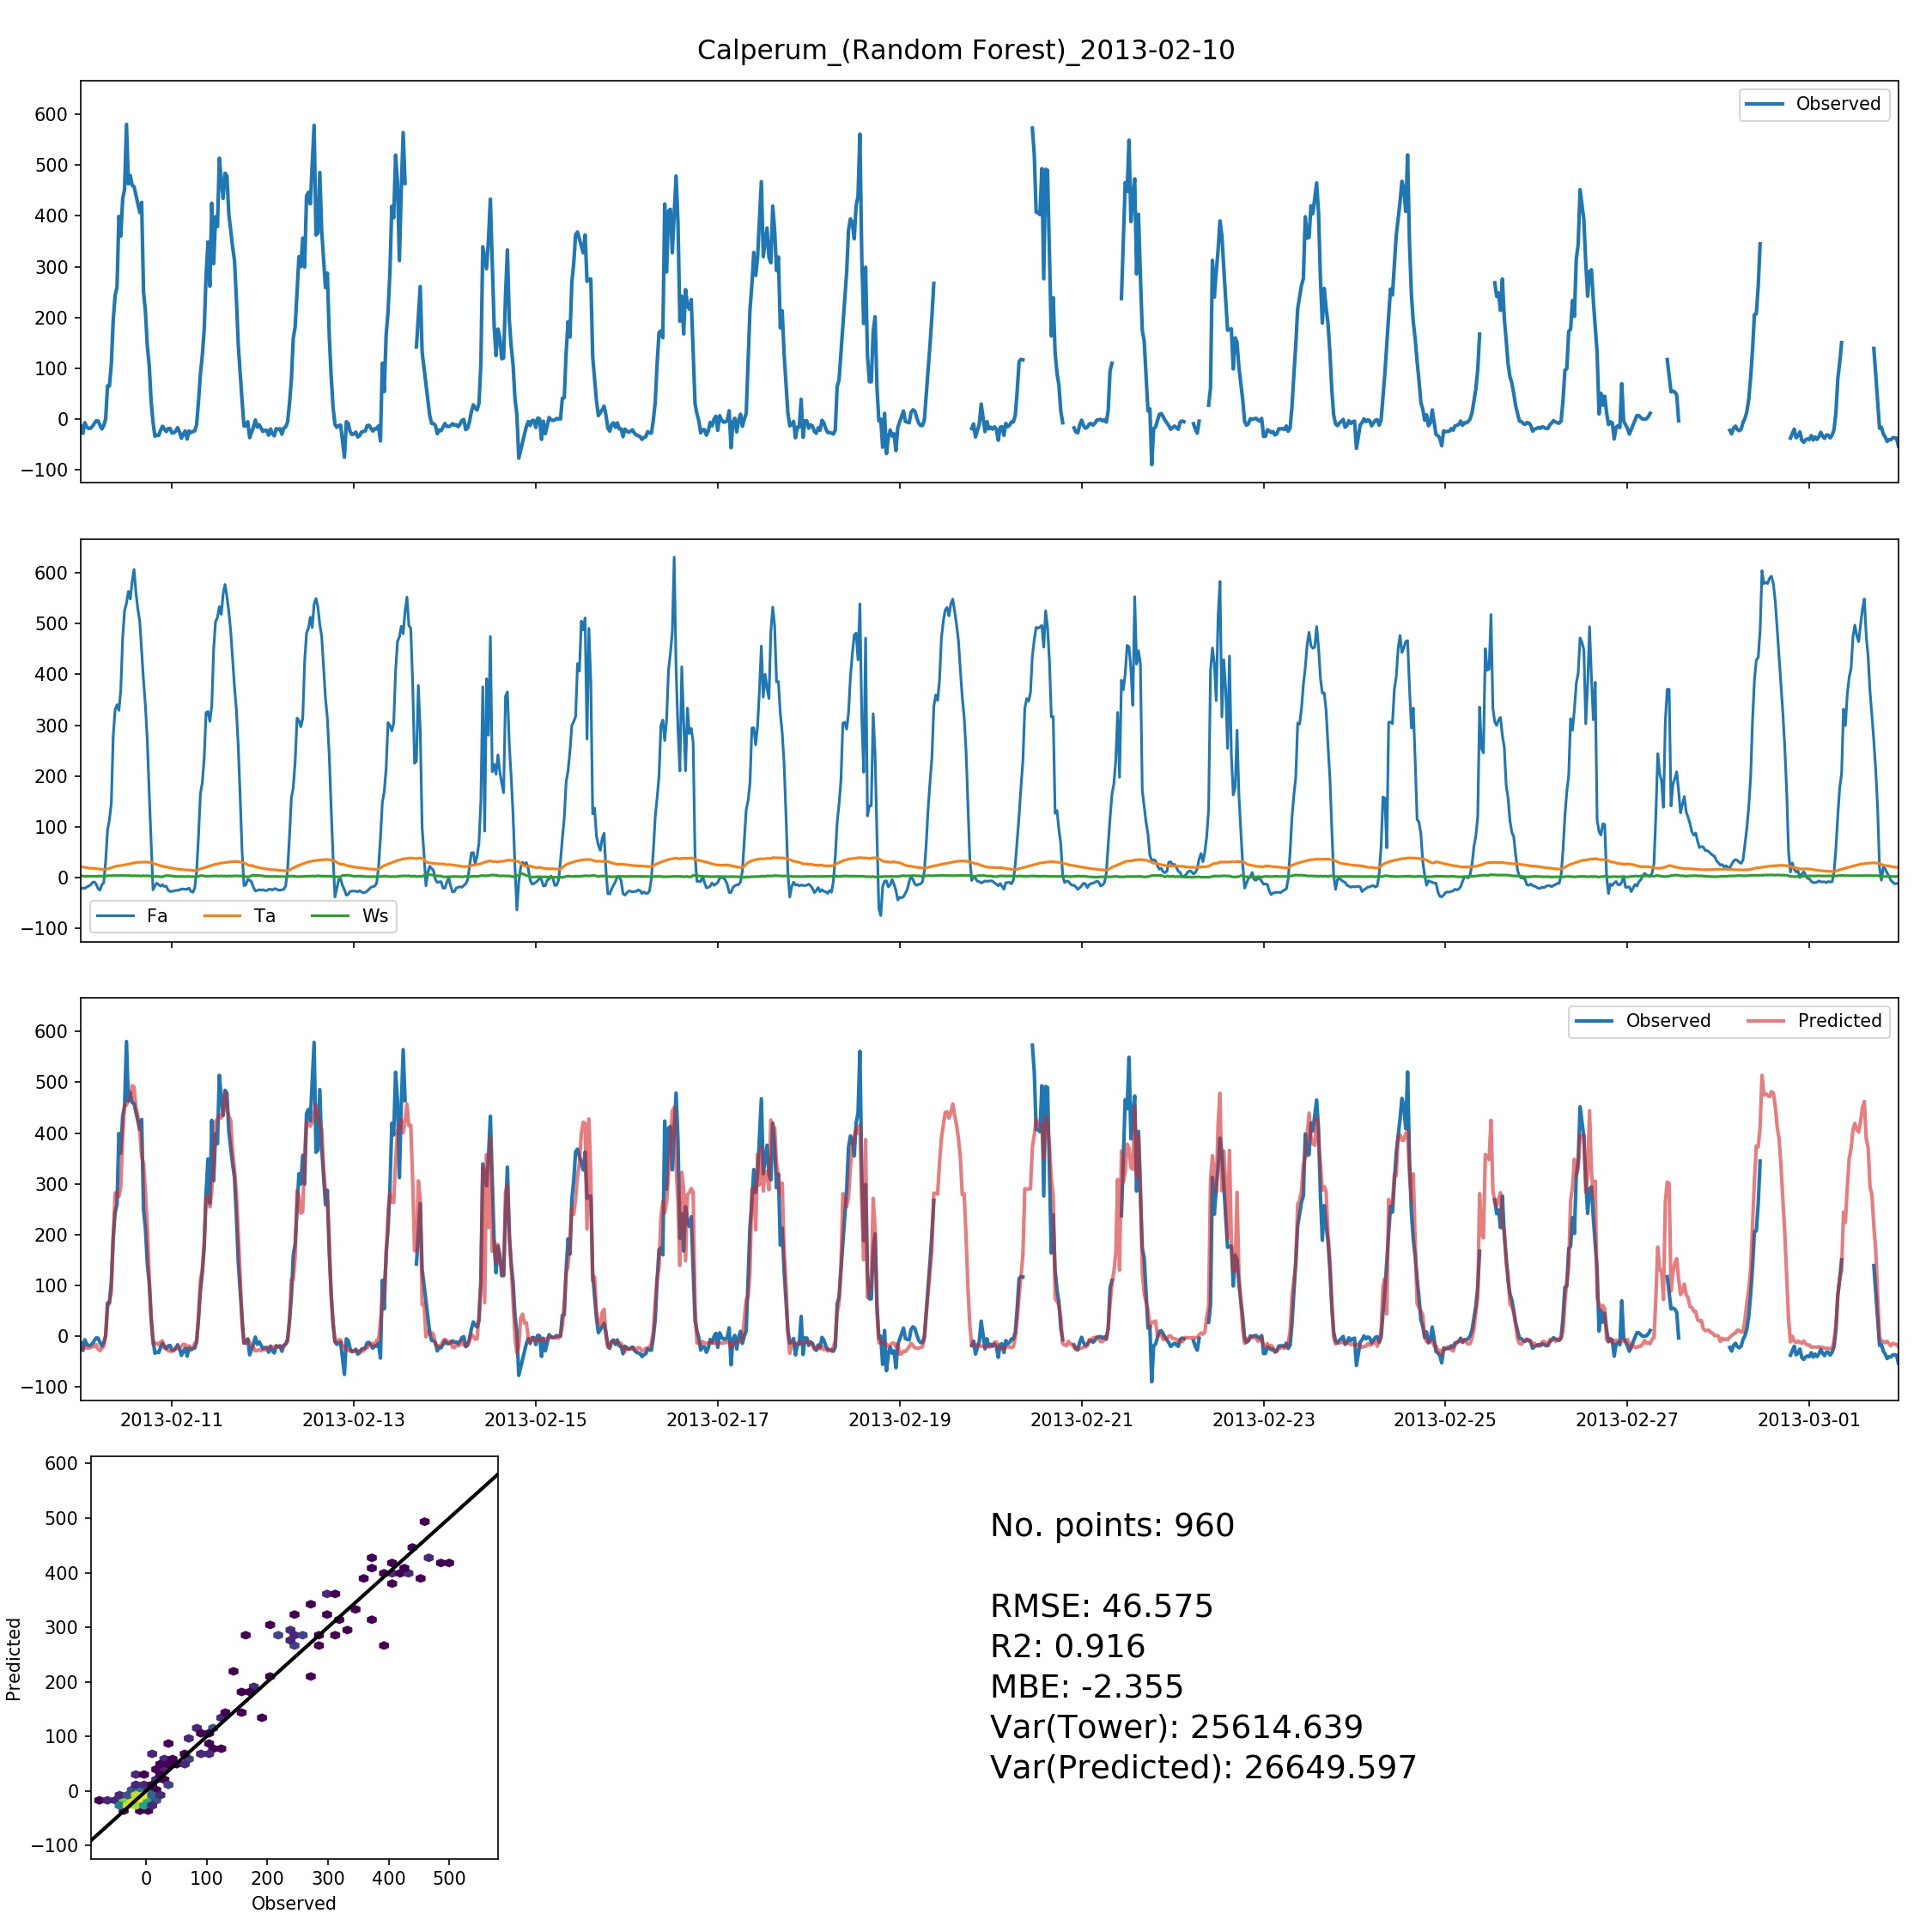 Calperum_(Random Forest)_2013-02-10
600
500
400
300
200
100
0
−100
Observed
600
500
400
300
200
100
0
−100
Fa Ta Ws
600
500
400
300
200
100
0
−100
Observed Predicted
2013-02-11 2013-02-13 2013-02-15 2013-02-17 2013-02-19 2013-02-21 2013-02-23 2013-02-25 2013-02-27 2013-03-01
600
500
400
300
200
100
0
−100
Predicted
0 100 200 300 400 500
Observed
No. points: 960
RMSE: 46.575
R2: 0.916
MBE: -2.355
Var(Tower): 25614.639
Var(Predicted): 26649.597